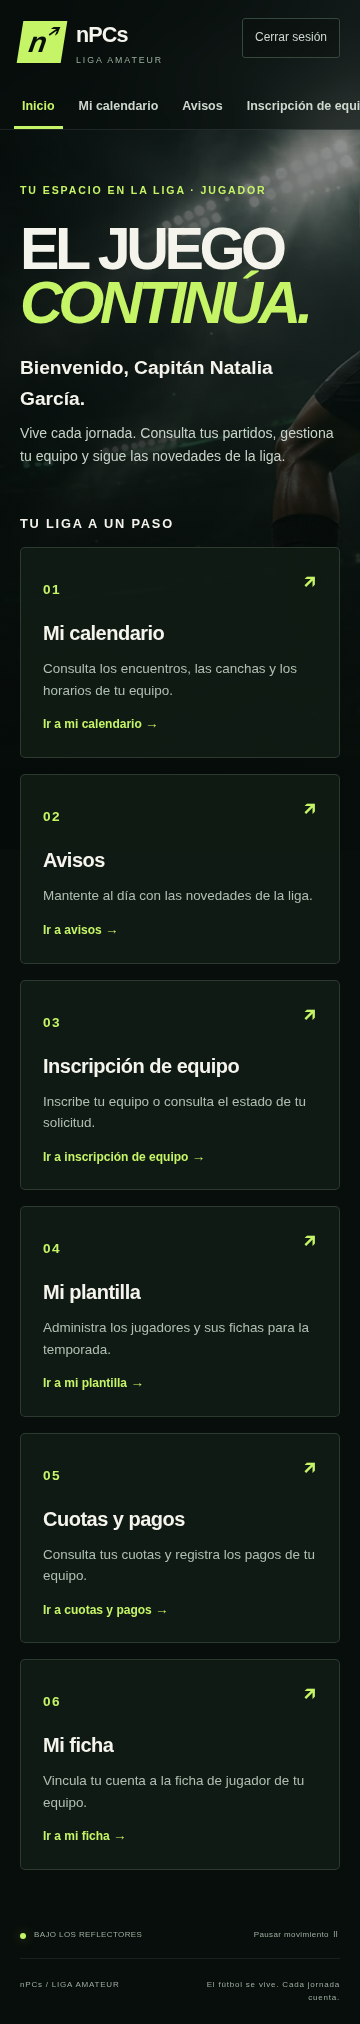 n
nPCs
LIGA AMATEUR
Cerrar sesión
Inicio Mi calendario Avisos Inscripción de equi
TU ESPACIO EN LA LIGA · JUGADOR
EL JUEGO
CONTINÚA.
Bienvenido, Capitán Natalia
García.
Vive cada jornada. Consulta tus partidos, gestiona
tu equipo y sigue las novedades de la liga.
TU LIGA A UN PASO
01
Mi calendario
Consulta los encuentros, las canchas y los
horarios de tu equipo.
Ir a mi calendario →
02
Avisos
Mantente al día con las novedades de la liga.
Ir a avisos →
03
Inscripción de equipo
Inscribe tu equipo o consulta el estado de tu
solicitud.
Ir a inscripción de equipo →
04
Mi plantilla
Administra los jugadores y sus fichas para la
temporada.
Ir a mi plantilla →
05
Cuotas y pagos
Consulta tus cuotas y registra los pagos de tu
equipo.
Ir a cuotas y pagos →
06
Mi ficha
Vincula tu cuenta a la ficha de jugador de tu
equipo.
Ir a mi ficha →
BAJO LOS REFLECTORES
Pausar movimiento II
nPCs / LIGA AMATEUR
El fútbol se vive. Cada jornada
cuenta.